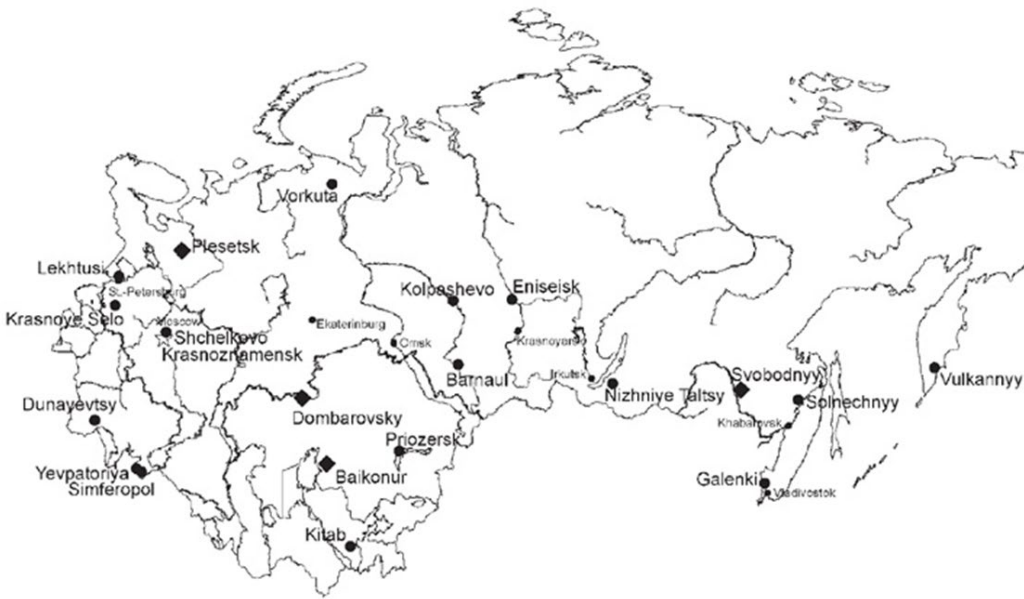 Vorkuta
Plesetsk
Lekhtusi
St.-Petersburg
Kolpashevo
Eniseisk
Krasnoye Selo
Moscow
Ekaterinburg
Shchelkovo
Krasnoyarsk
Omsk
Krasnoznamensk
Barnaul
Irkutsk
Svobodnyy
Vulkannyy
Nizhniye Taltsy
Solnechnyy
Dunayevtsy
Dombarovsky
Khabarovsk
Priozersk
Yevpatoriya
Baikonur
Galenki
Simferopol
Vladivostok
Kitab